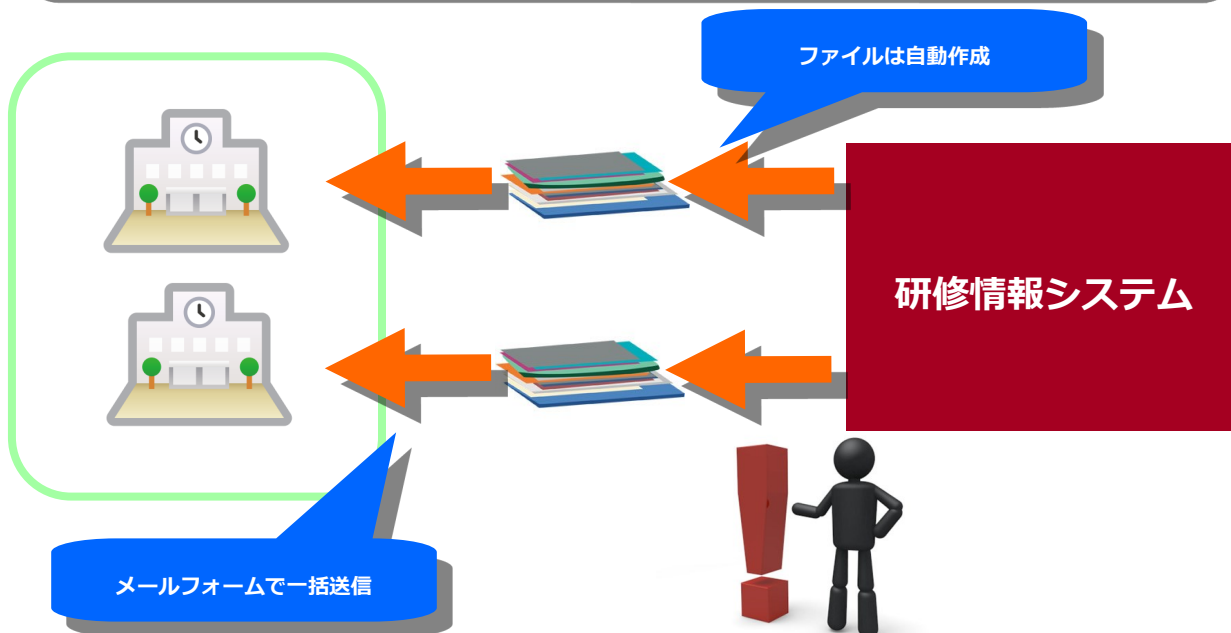 ファイルは自動作成
研修情報システム
メールフォームで一括送信